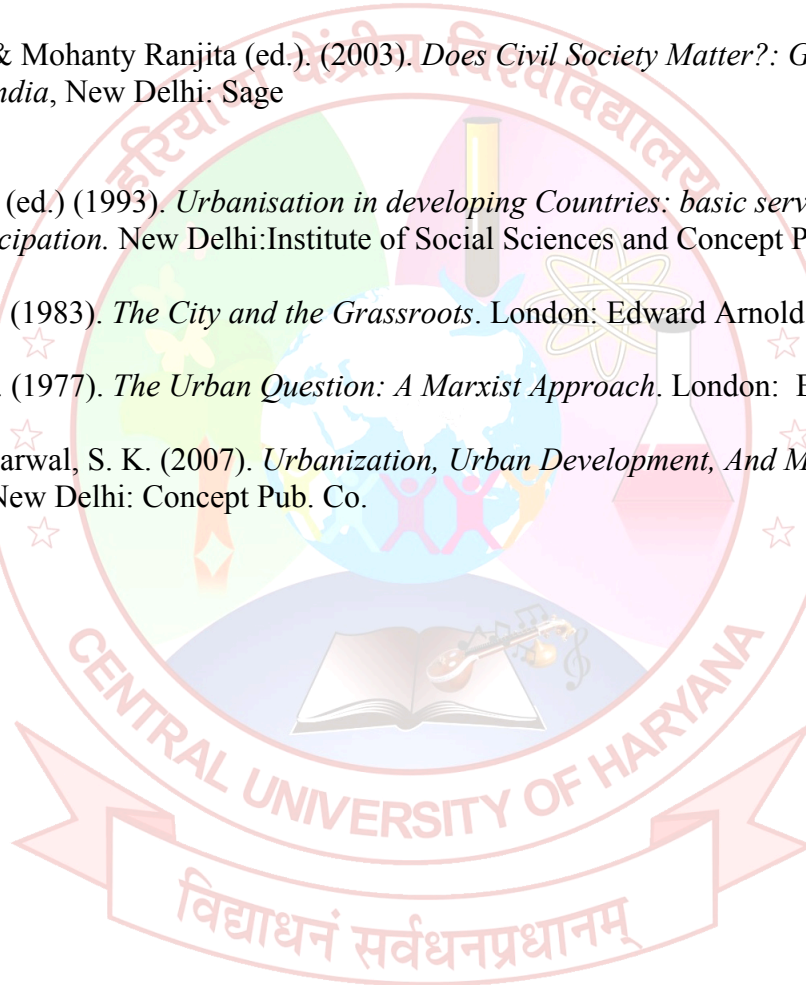 & Mohanty Ranjita (ed.). (2003). Does Civil Society Matter?: G
ndia, New Delhi: Sage
(ed.) (1993). Urbanisation in developing Countries: basic serv
cipation. New Delhi:Institute of Social Sciences and Concept P
(1983). The City and the Grassroots. London: Edward Arnold
. (1977). The Urban Question: A Marxist Approach. London: E
arwal, S. K. (2007). Urbanization, Urban Development, And M
New Delhi: Concept Pub. Co.
हरियाणा केंद्रीय विश्वविद्यालय
CENTRAL UNIVERSITY OF HARYANA
विद्याधनं सर्वधनप्रधानम्